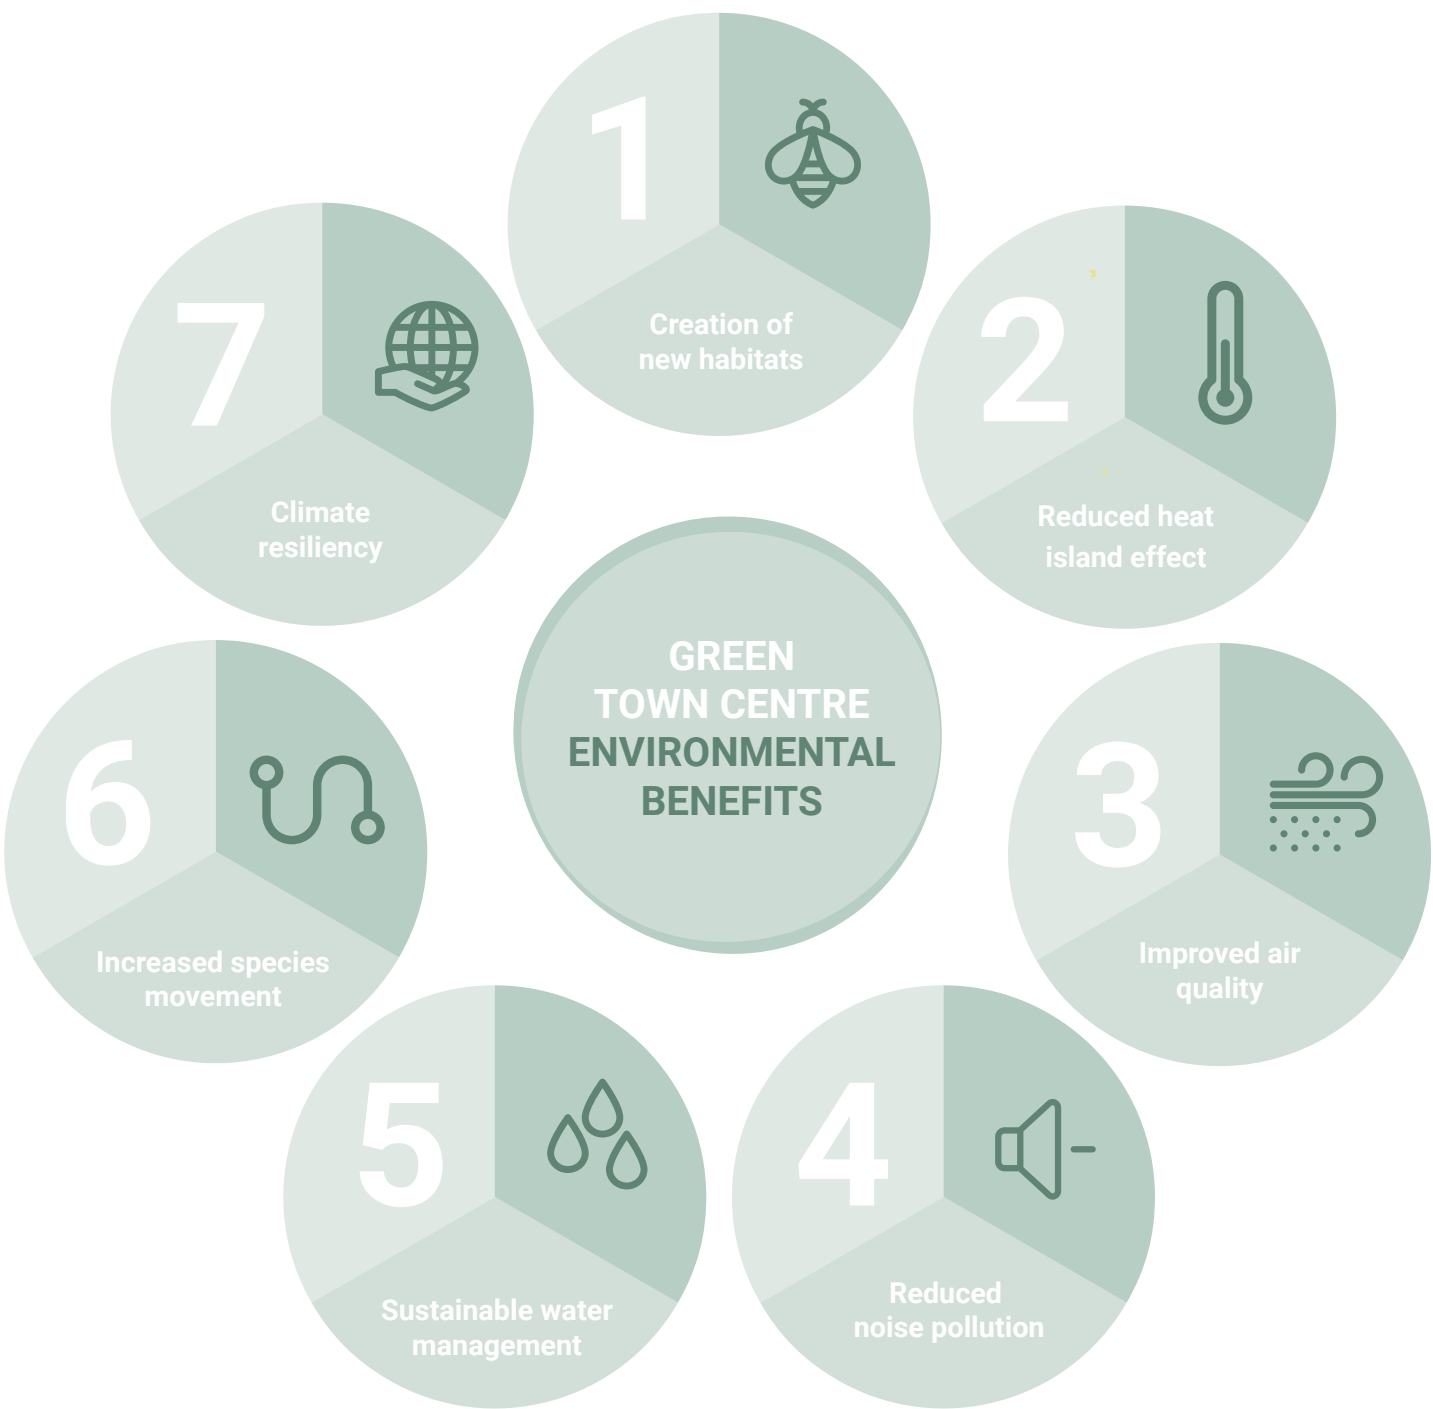 GREEN
TOWN CENTRE
ENVIRONMENTAL
BENEFITS
1
Creation of
new habitats
2
Reduced heat
island effect
3
Improved air
quality
4
Reduced
noise pollution
5
Sustainable water
management
6
Increased species
movement
7
Climate
resiliency